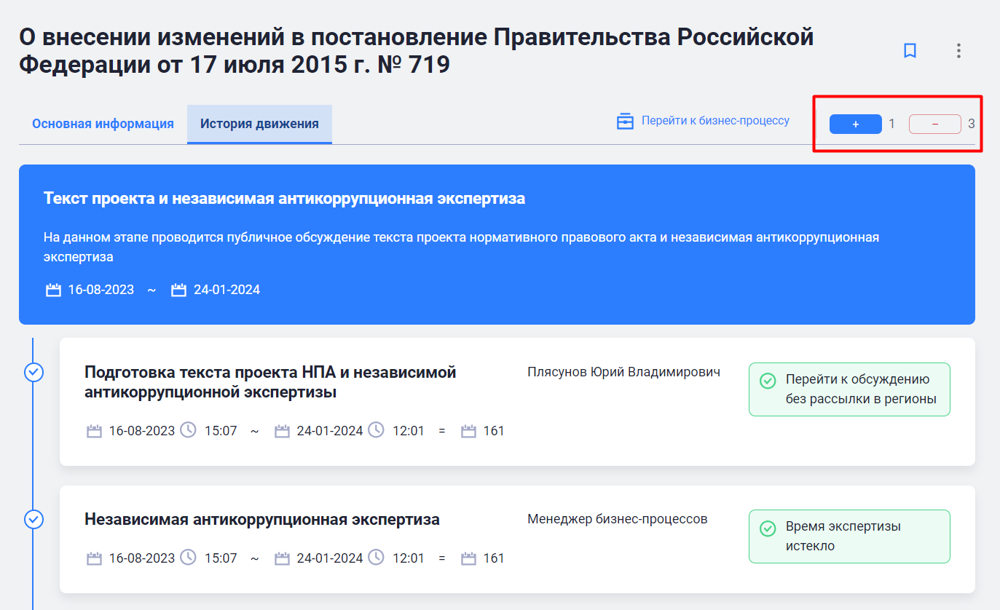 О внесении изменений в постановление Правительства Российской
Федерации от 17 июля 2015 г. № 719
Основная информация
История движения
Перейти к бизнес-процессу
+ 1 − 3
Текст проекта и независимая антикоррупционная экспертиза
На данном этапе проводится публичное обсуждение текста проекта нормативного правового акта и независимая антикоррупционная
экспертиза
16-08-2023 ~ 24-01-2024
Подготовка текста проекта НПА и независимой
антикоррупционной экспертизы
Плясунов Юрий Владимирович
Перейти к обсуждению
без рассылки в регионы
16-08-2023 15:07 ~ 24-01-2024 12:01 = 161
Независимая антикоррупционная экспертиза
Менеджер бизнес-процессов
Время экспертизы
истекло
16-08-2023 15:07 ~ 24-01-2024 12:01 = 161